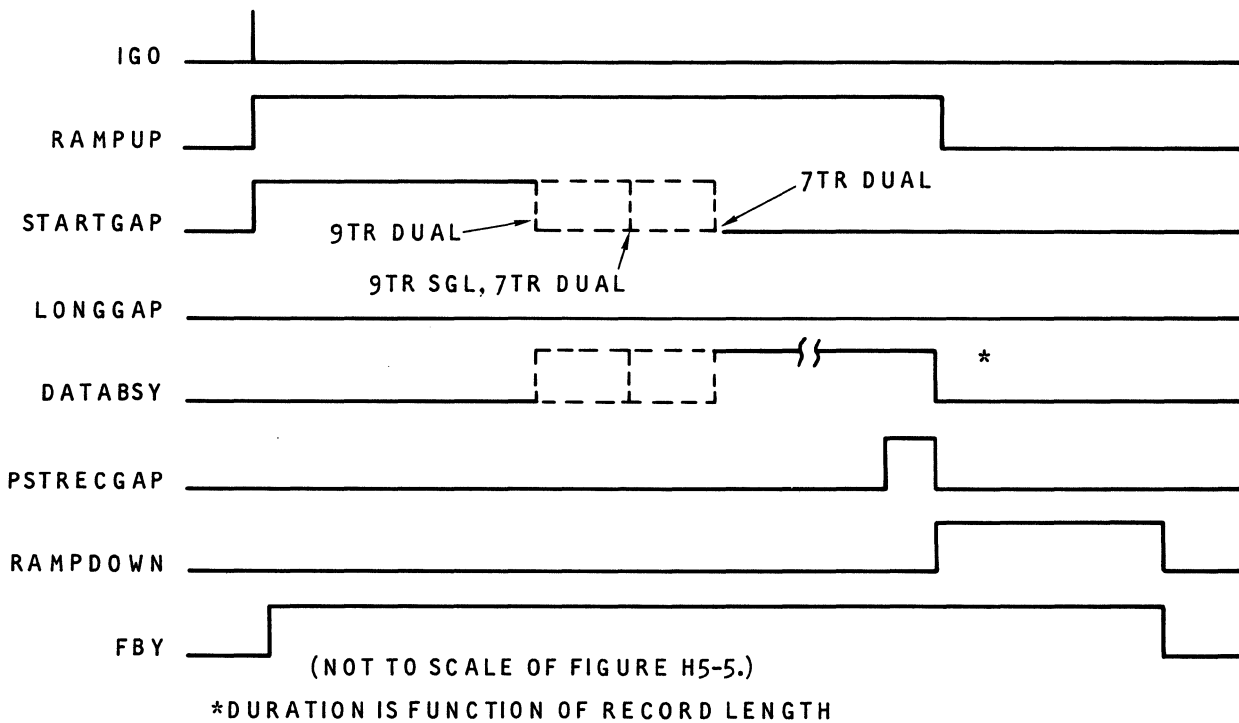 IGO
RAMPUP
STARTGAP
7TR DUAL
9TR DUAL
9TR SGL, 7TR DUAL
LONGGAP
DATABSY
*
PSTRECGAP
RAMPDOWN
FBY
(NOT TO SCALE OF FIGURE H5-5.)
*DURATION IS FUNCTION OF RECORD LENGTH